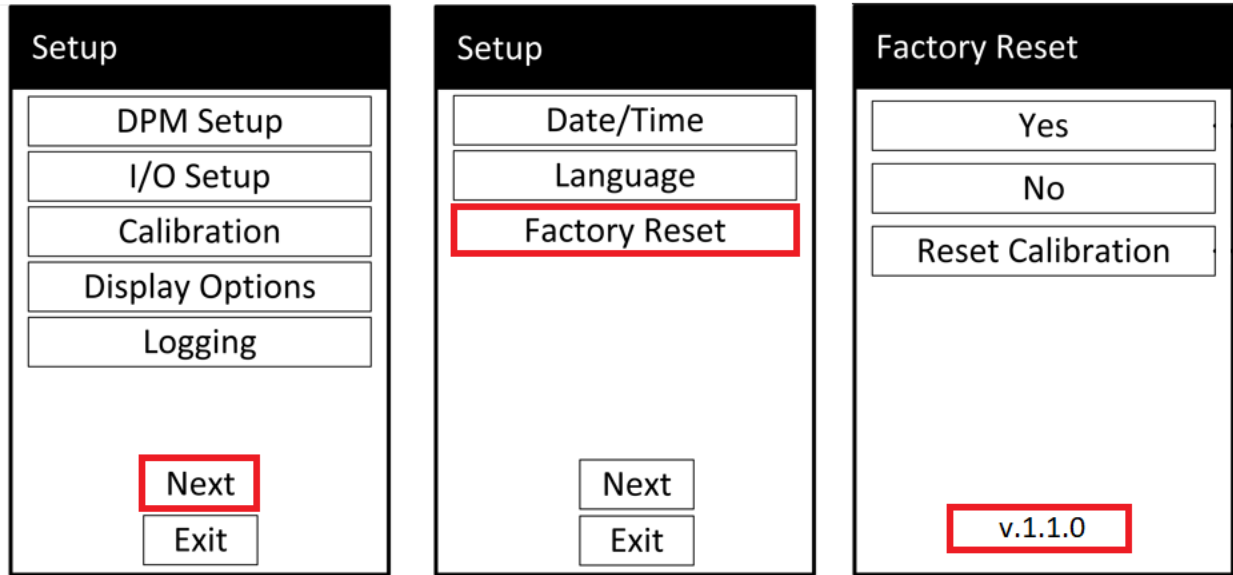 Setup
DPM Setup
I/O Setup
Calibration
Display Options
Logging
Next
Exit
Setup
Date/Time
Language
Factory Reset
Next
Exit
Factory Reset
Yes
No
Reset Calibration
v.1.1.0